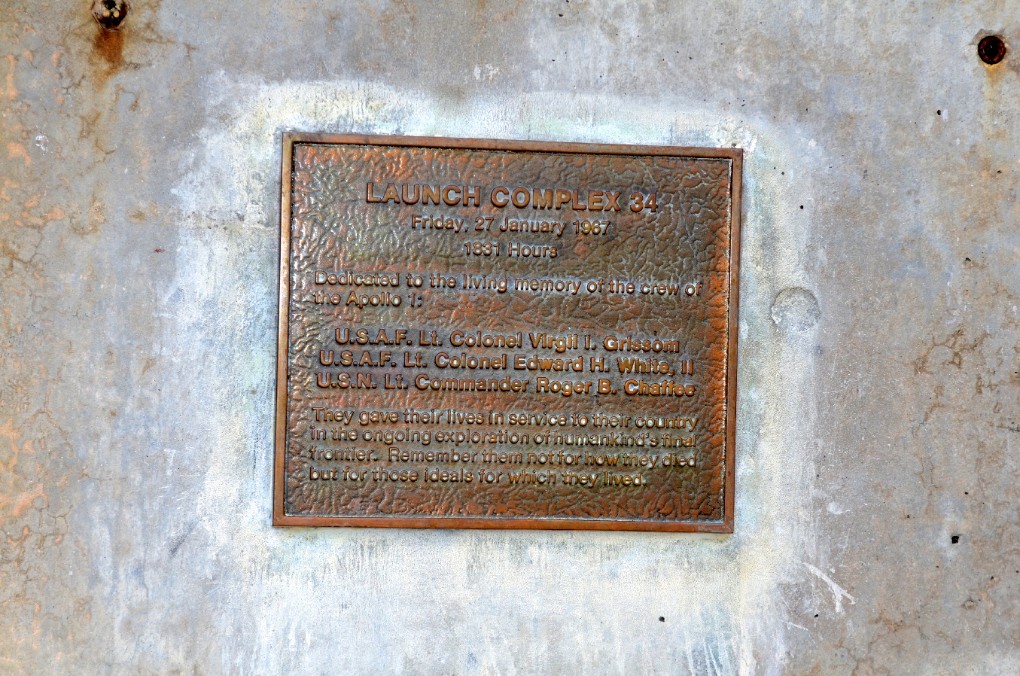 LAUNCH COMPLEX 34
Friday, 27 January 1967
1831 Hours
Dedicated to the living memory of the crew of
the Apollo 1:
U.S.A.F. Lt. Colonel Virgil I. Grissom
U.S.A.F. Lt. Colonel Edward H. White, II
U.S.N. Lt. Commander Roger B. Chaffee
They gave their lives in service to their country
in the ongoing exploration of humankind's final
frontier. Remember them not for how they died
but for those ideals for which they lived.